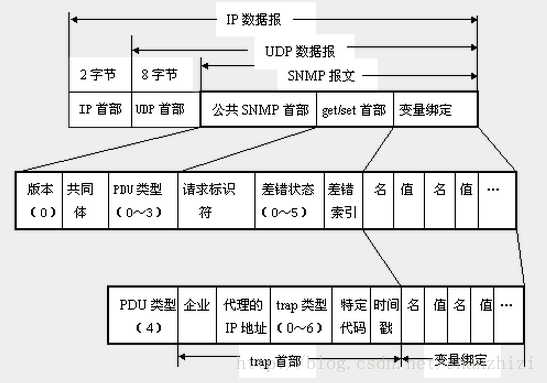 IP 数据报
UDP 数据报
2 字节 8 字节 SNMP 报文
IP 首部 UDP 首部 公共 SNMP 首部 get/set 首部 变量绑定
版本 共同 PDU 类型 请求标识 差错状态 差错 名 值 名 值 …
(0) 体 (0～3) 符 (0～5) 索引
PDU 类型 企业 代理的 trap 类型 特定 时间 名 值 名 值 …
(4) IP 地址 (0～6) 代码 戳
trap 首部 变量绑定